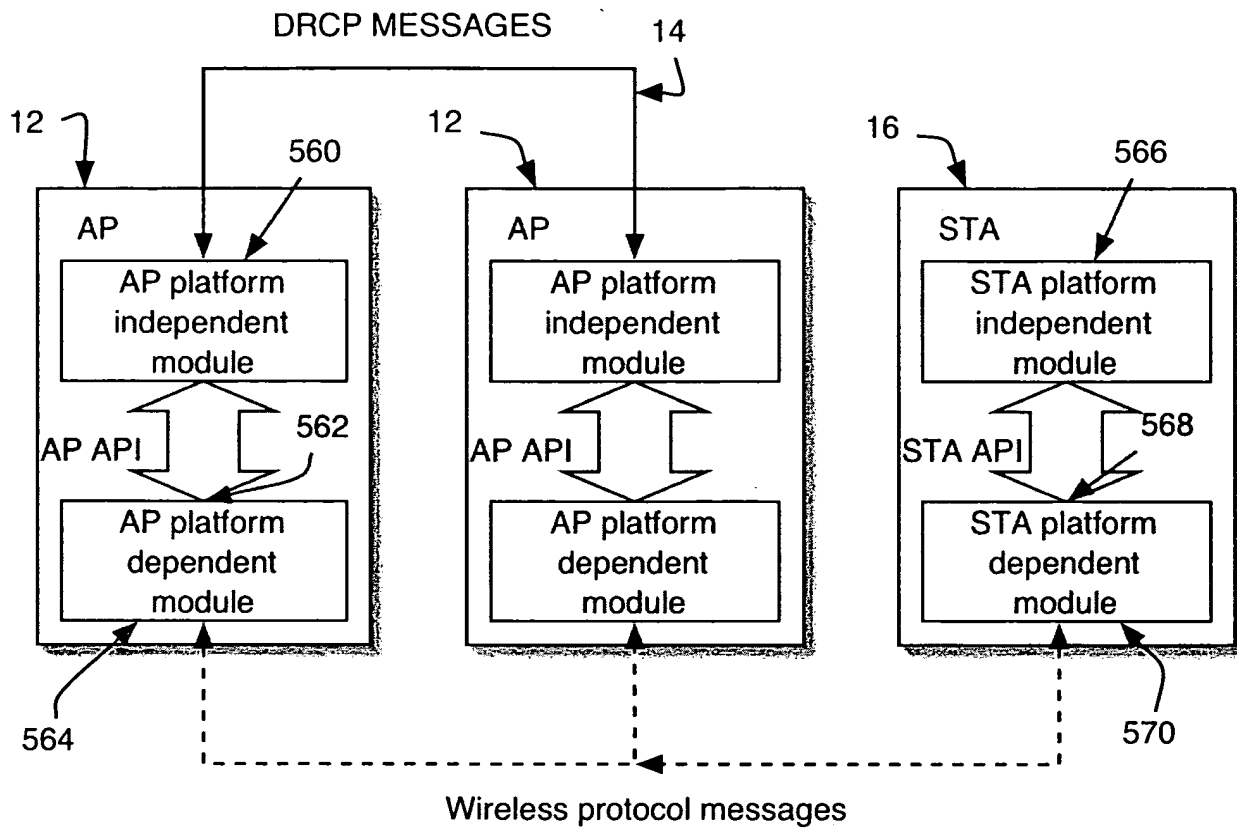 DRCP MESSAGES
14
12
12
16
560
566
AP
AP
STA
AP platform
independent
module
AP platform
independent
module
STA platform
independent
module
562
568
AP API
AP API
STA API
AP platform
dependent
module
AP platform
dependent
module
STA platform
dependent
module
564
570
Wireless protocol messages